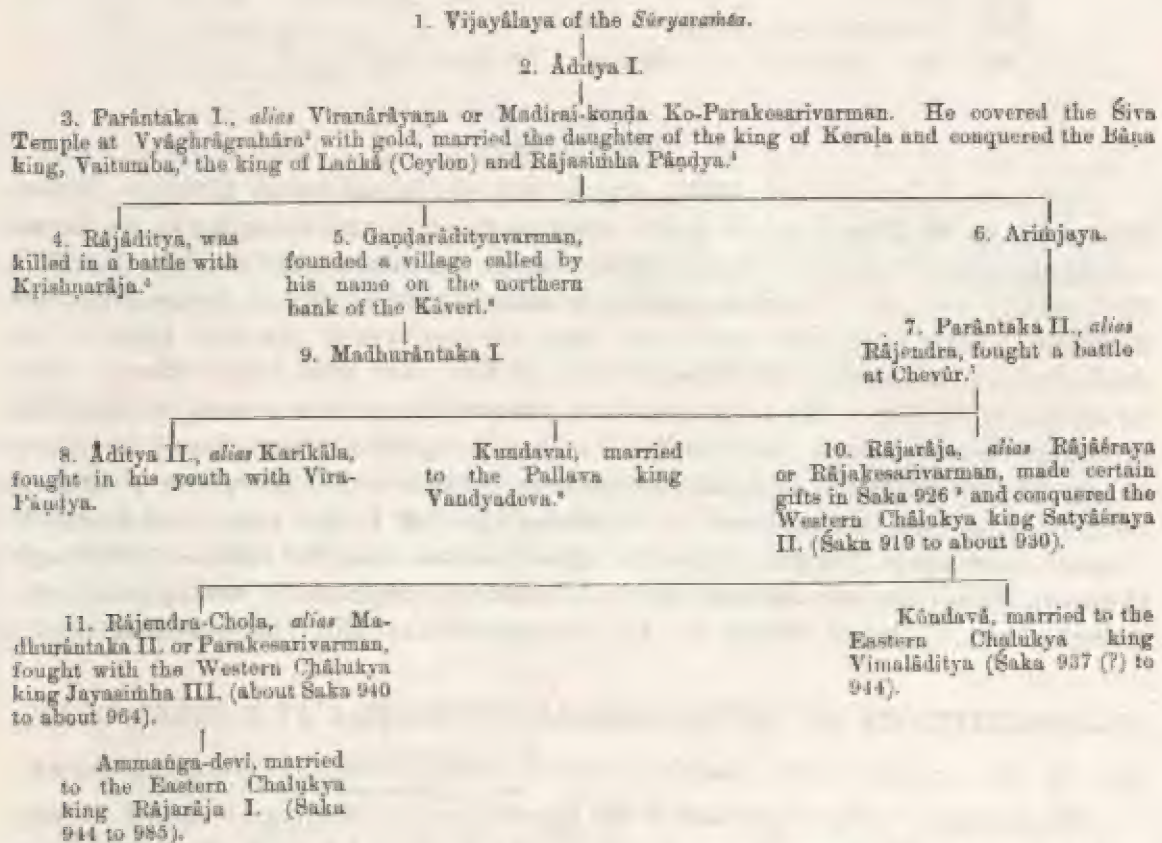 1. Vijayâlaya of the Sûryavaṁśa.
2. Âditya I.
3. Parântaka I., alias Vîranârâyaṇa or Madirai-koṇḍa Ko-Parakesarivarman. He covered the Śiva
Temple at Vyâghrâgrahâra with gold, married the daughter of the king of Keraḷa and conquered the Bâṇa
king, Vaitumba, the king of Laṅkâ (Ceylon) and Râjasiṁha Pâṇḍya.
4. Râjâditya, was
killed in a battle with
Kṛishṇarâja.⁴
5. Gaṇḍarâdityavarman,
founded a village called by
his name on the northern
bank of the Kâverî.
6. Ariṁjaya.
7. Parântaka II., alias
Râjendra, fought a battle
at Chevûr.⁷
9. Madhurântaka I.
8. Âditya II., alias Karikâla,
fought in his youth with Vîra-
Pâṇḍya.
Kundavai, married
to the Pallava king
Vandyadeva.
10. Râjarâja, alias Râjâśraya
or Râjakesarivarman, made certain
gifts in Śaka 926 and conquered the
Western Châlukya king Satyâśraya
II. (Śaka 919 to about 930).
11. Râjendra-Choḷa, alias Ma-
dhurântaka II. or Parakesarivarman,
fought with the Western Châlukya
king Jayasiṁha III. (about Śaka 940
to about 964).
Kûndavâ, married to the
Eastern Chalukya king
Vimalâditya (Śaka 937 (?) to
944).
Ammaṅga-devî, married
to the Eastern Chalukya
king Râjarâja I. (Śaka
944 to 985).